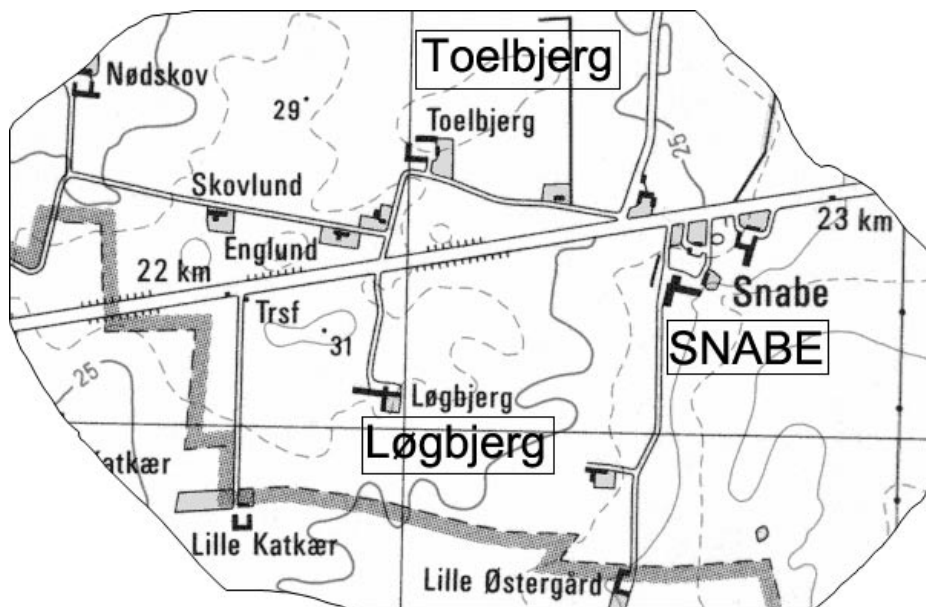 Toelbjerg
Nødskov
29
Toelbjerg
25
Skovlund
Englund
22 km
23 km
Trsf
31
Snabe
SNABE
25
Løgbjerg
Løgbjerg
Katkær
Lille Katkær
Lille Østergård